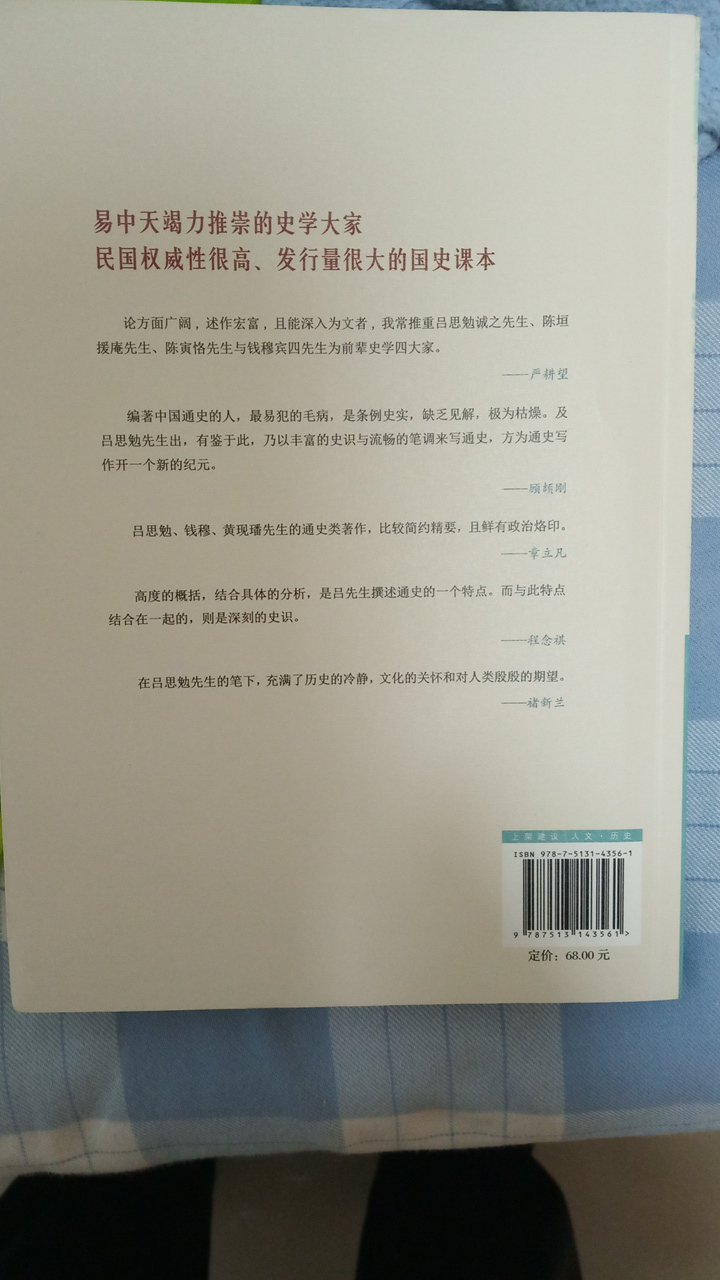 易中天竭力推崇的史学大家
民国权威性很高、发行量很大的国史课本
论方面广阔，述作宏富，且能深入为文者，我常推重吕思勉诚之先生、陈垣
援庵先生、陈寅恪先生与钱穆宾四先生为前辈史学四大家。
——严耕望
编著中国通史的人，最易犯的毛病，是条例史实，缺乏见解，极为枯燥。及
吕思勉先生出，有鉴于此，乃以丰富的史识与流畅的笔调来写通史，方为通史写
作开一个新的纪元。
——顾颉刚
吕思勉、钱穆、黄现璠先生的通史类著作，比较简约精要，且鲜有政治烙印。
——章立凡
高度的概括，结合具体的分析，是吕先生撰述通史的一个特点。而与此特点
结合在一起的，则是深刻的史识。
——程念祺
在吕思勉先生的笔下，充满了历史的冷静，文化的关怀和对人类殷殷的期望。
——褚新兰
上架建议 人文·历史
ISBN 978-7-5131-4356-1
9 787513 143561>
定价：68.00 元